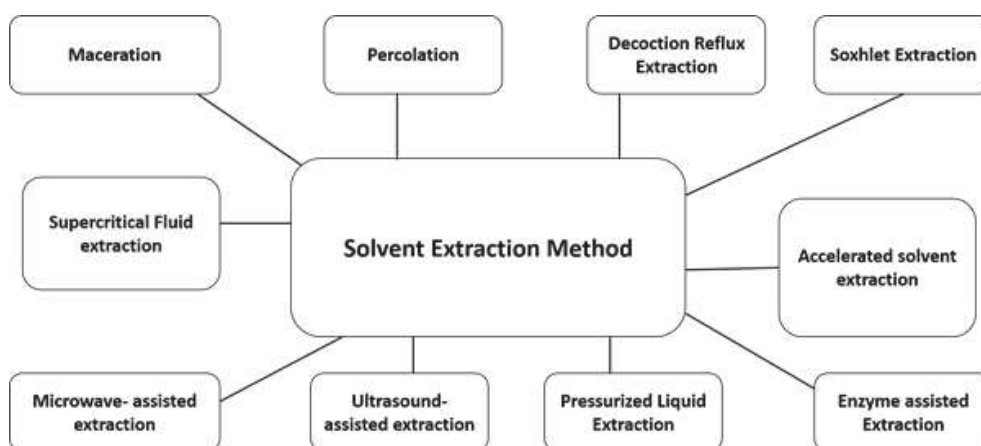 Maceration
Percolation
Decoction Reflux
Extraction
Soxhlet Extraction
Supercritical Fluid
extraction
Solvent Extraction Method
Accelerated solvent
extraction
Microwave- assisted
extraction
Ultrasound-
assisted extraction
Pressurized Liquid
Extraction
Enzyme assisted
Extraction